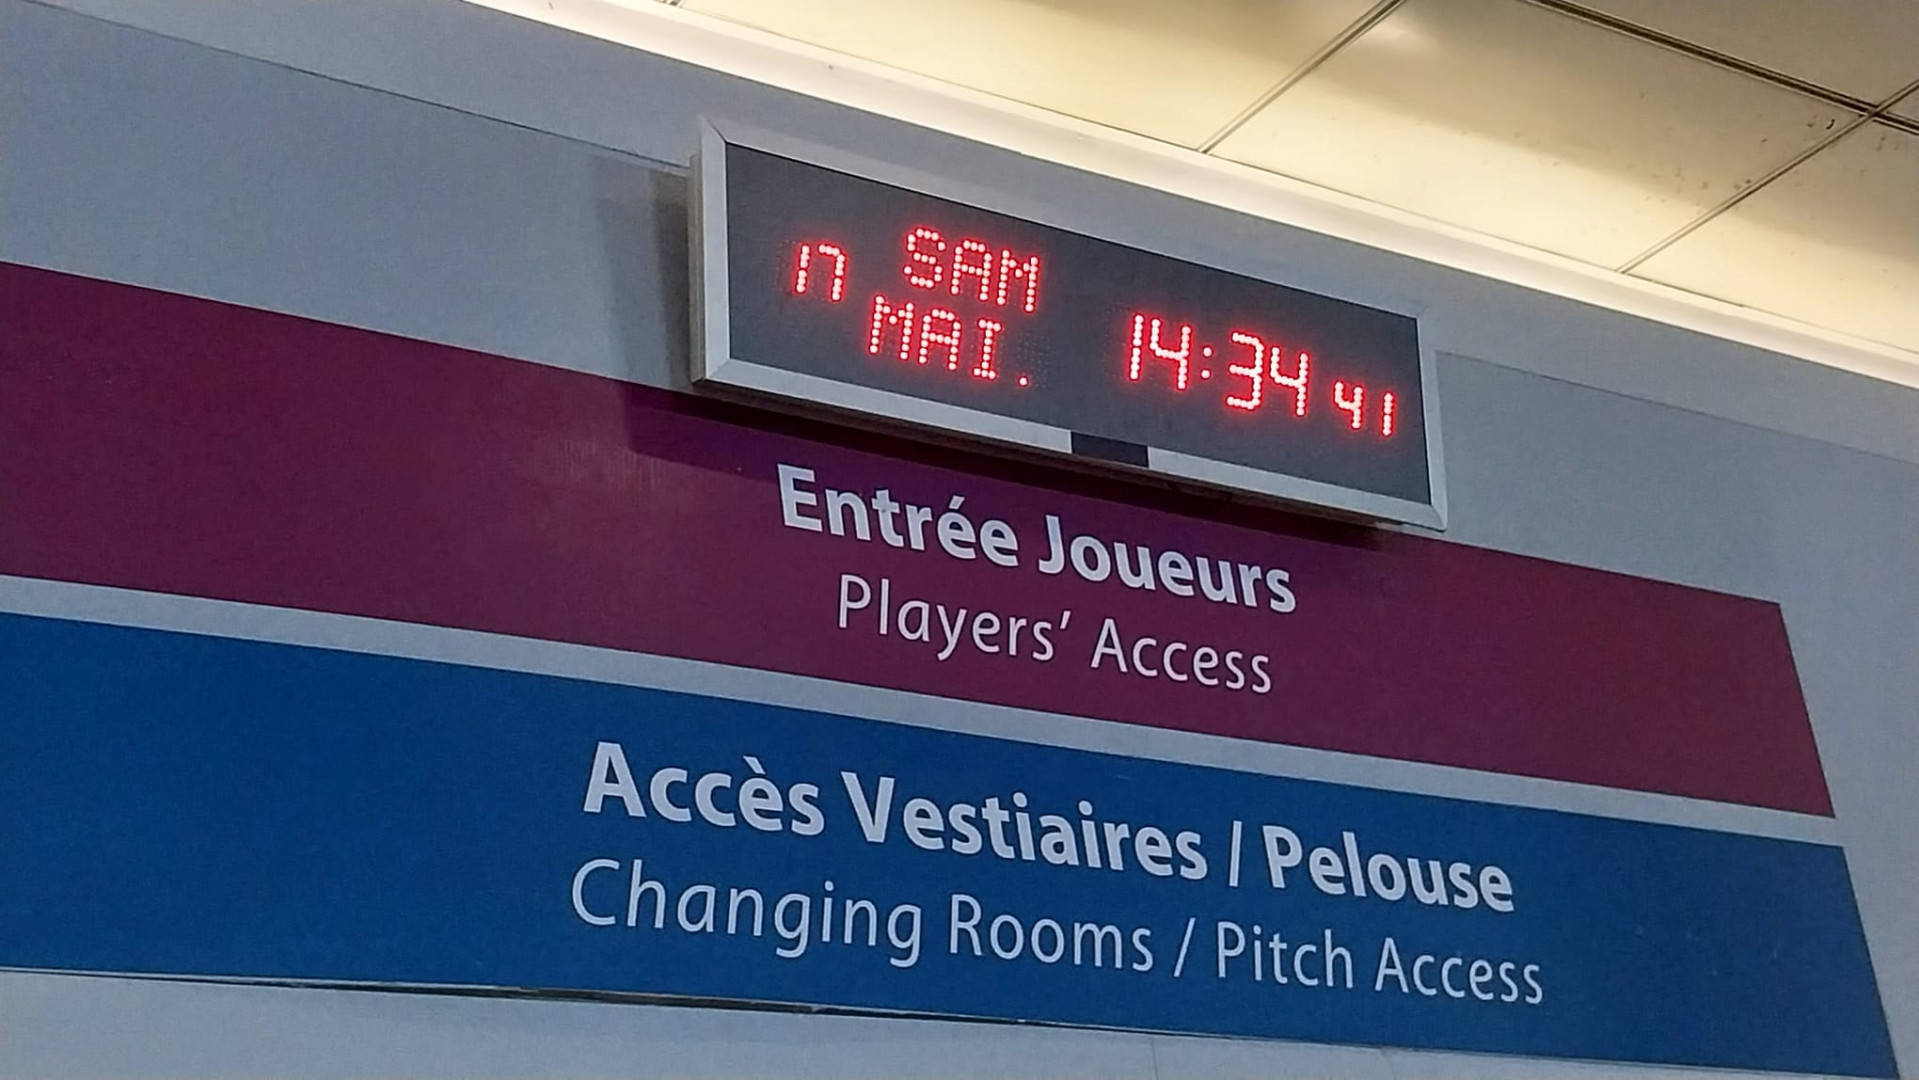 17 SAM
MAI. 14:34 41
Entrée Joueurs
Players’ Access
Accès Vestiaires / Pelouse
Changing Rooms / Pitch Access